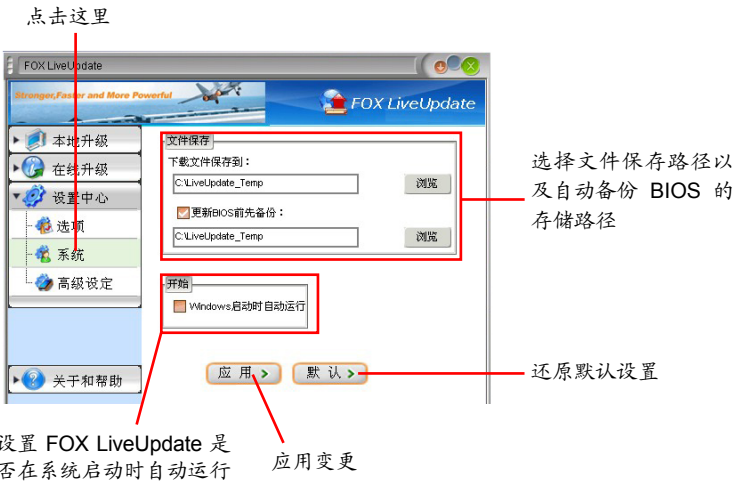 点击这里
FOX LiveUpdate
Stronger,Faster and More Powerful
FOX LiveUpdate
本地升级
在线升级
设置中心
选项
系统
高级设定
关于和帮助
文件保存
下载文件保存到：
C:\LiveUpdate_Temp
浏览
更新BIOS前先备份：
C:\LiveUpdate_Temp
浏览
开始
Windows启动时自动运行
应 用
默 认
选择文件保存路径以
及自动备份 BIOS 的
存储路径
还原默认设置
设置 FOX LiveUpdate 是
否在系统启动时自动运行
应用变更